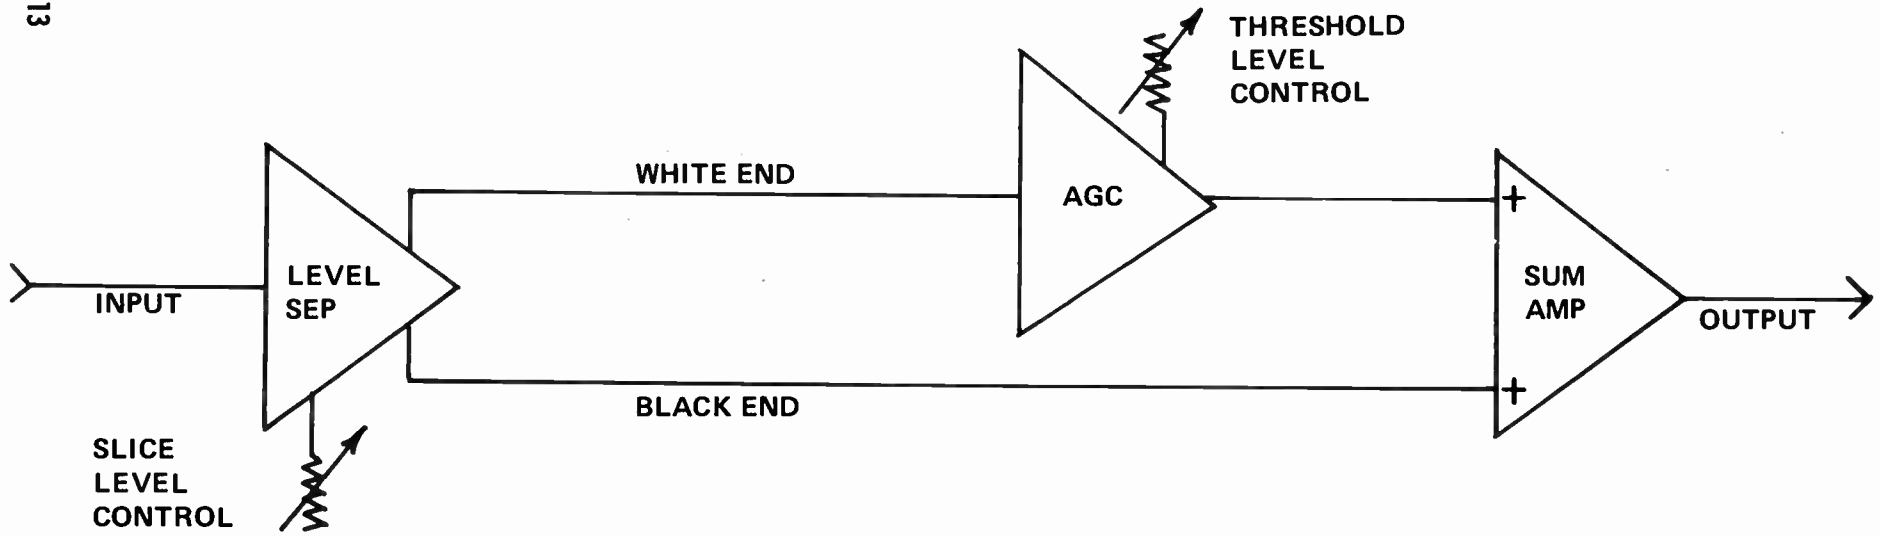 13
THRESHOLD
LEVEL
CONTROL
WHITE END
AGC
LEVEL
SEP
INPUT
+
SUM
AMP
OUTPUT
+
BLACK END
SLICE
LEVEL
CONTROL